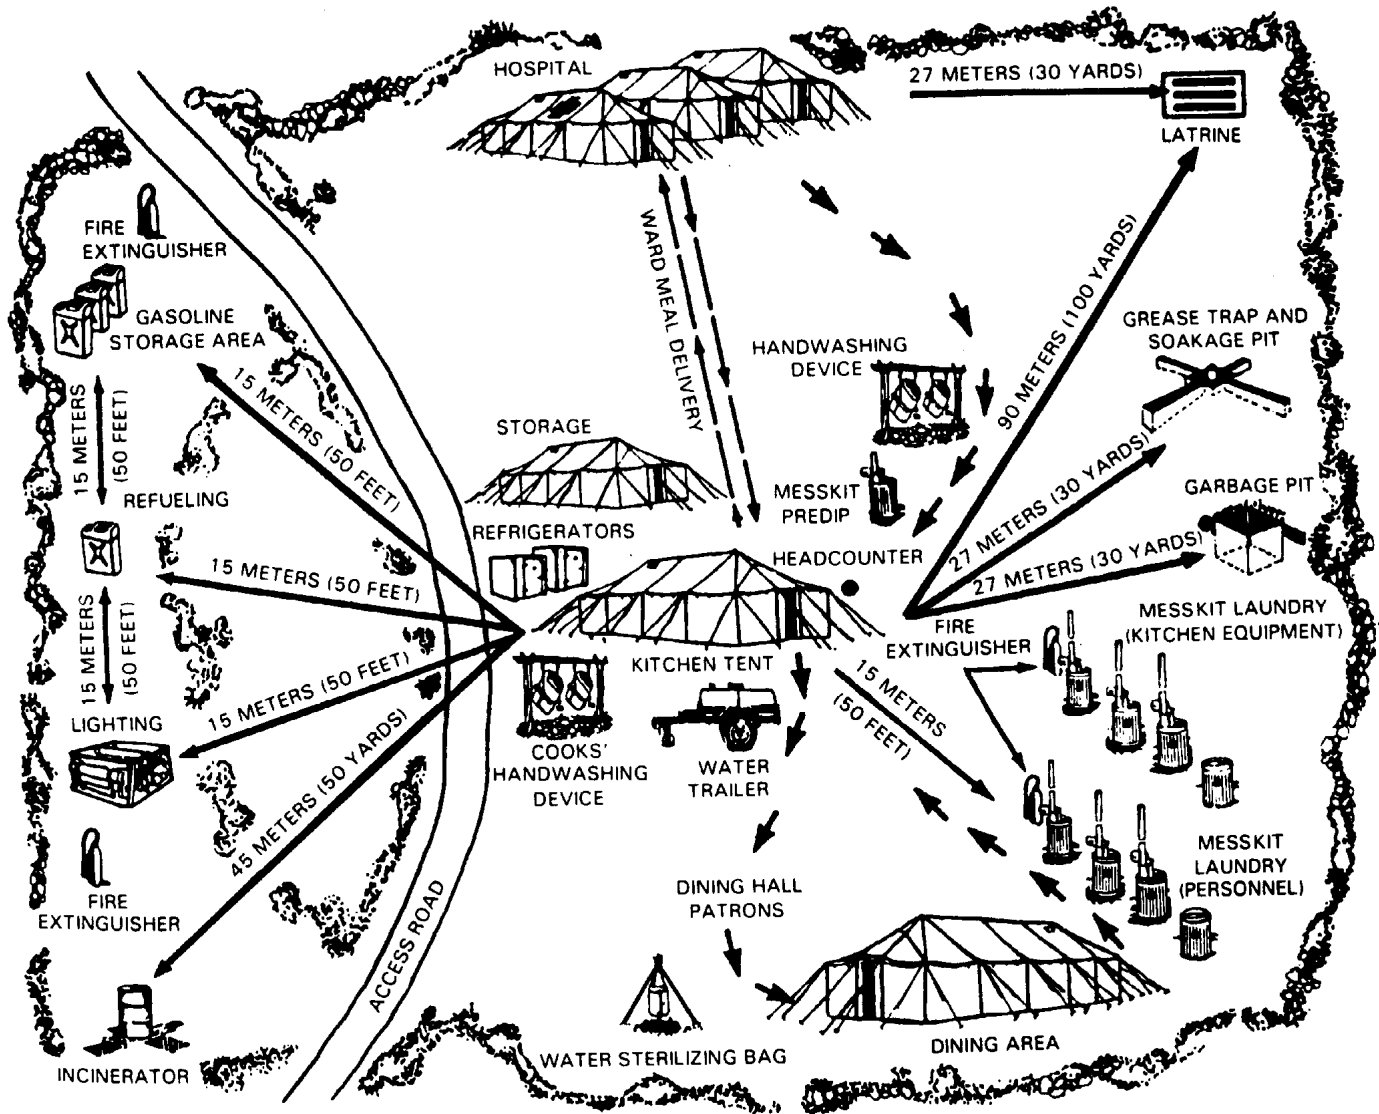 HOSPITAL
27 METERS (30 YARDS)
LATRINE
FIRE
EXTINGUISHER
GASOLINE
STORAGE AREA
15 METERS (50 FEET)
15 METERS
(50 FEET)
WARD MEAL DELIVERY
HANDWASHING
DEVICE
90 METERS (100 YARDS)
GREASE TRAP AND
SOAKAGE PIT
STORAGE
REFUELING
REFRIGERATORS
MESSKIT
PREDIP
27 METERS (30 YARDS)
GARBAGE PIT
HEADCOUNTER
27 METERS (30 YARDS)
15 METERS (50 FEET)
15 METERS
(50 FEET)
MESSKIT LAUNDRY
(KITCHEN EQUIPMENT)
FIRE
EXTINGUISHER
KITCHEN TENT
15 METERS
(50 FEET)
15 METERS (50 FEET)
LIGHTING
COOKS'
HANDWASHING
DEVICE
WATER
TRAILER
45 METERS (50 YARDS)
MESSKIT
LAUNDRY
(PERSONNEL)
FIRE
EXTINGUISHER
DINING HALL
PATRONS
ACCESS ROAD
DINING AREA
WATER STERILIZING BAG
INCINERATOR